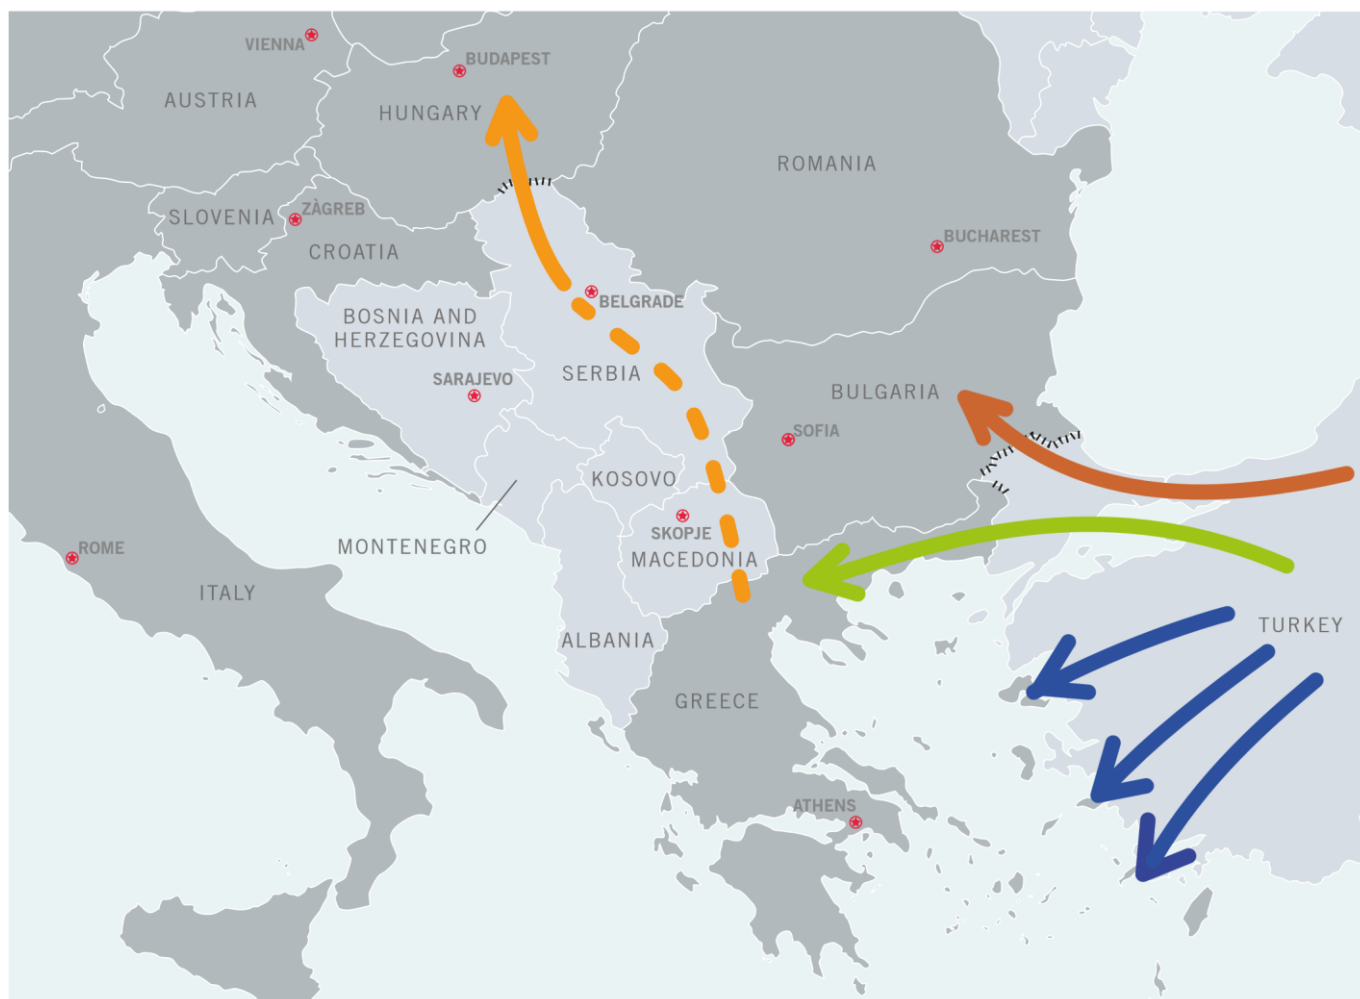 VIENNA
BUDAPEST
AUSTRIA
HUNGARY
ROMANIA
SLOVENIA
ZÀGREB
CROATIA
BUCHAREST
BELGRADE
BOSNIA AND
HERZEGOVINA
SERBIA
SARAJEVO
BULGARIA
SOFIA
KOSOVO
SKOPJE
MONTENEGRO
MACEDONIA
ROME
ITALY
ALBANIA
TURKEY
GREECE
ATHENS